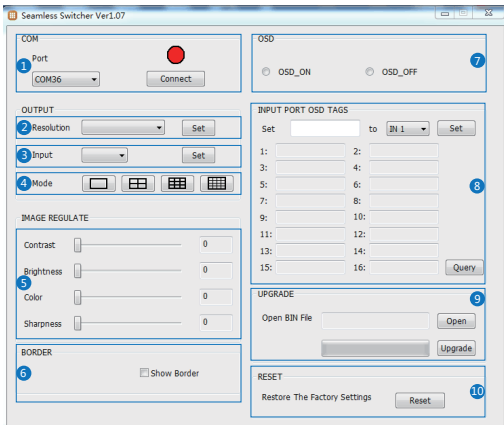 Seamless Switcher Ver1.07
COM
1
Port
COM36
Connect
OUTPUT
2 Resolution
Set
3 Input
Set
4 Mode
IMAGE REGULATE
Contrast 0
Brightness 0
5
Color 0
Sharpness 0
BORDER
6
Show Border
OSD
7
OSD_ON
OSD_OFF
INPUT PORT OSD TAGS
Set to IN 1 Set
1: 2:
3: 4:
5: 6:
8
7: 8:
9: 10:
11: 12:
13: 14:
15: 16: Query
UPGRADE
9
Open BIN File Open
Upgrade
RESET
10
Restore The Factory Settings Reset